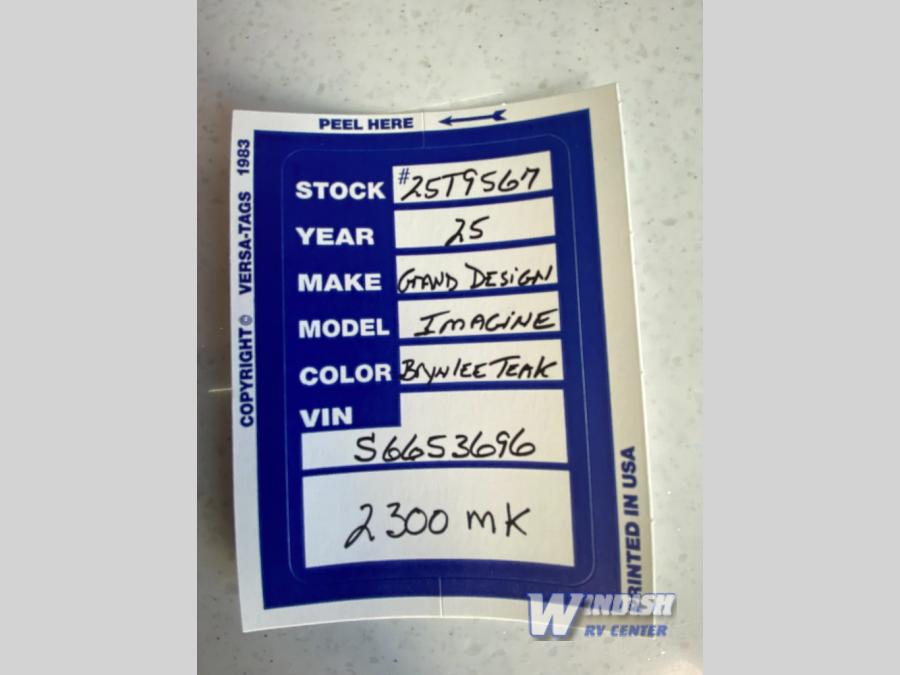 PEEL HERE
COPYRIGHT © VERSA-TAGS 1983
STOCK #25T9567
YEAR 25
MAKE GRAND DESIGN
MODEL IMAGINE
COLOR BRYNLEE TEAK
VIN
S6653696
2300 MK
PRINTED IN USA
WINDISH
RV CENTER